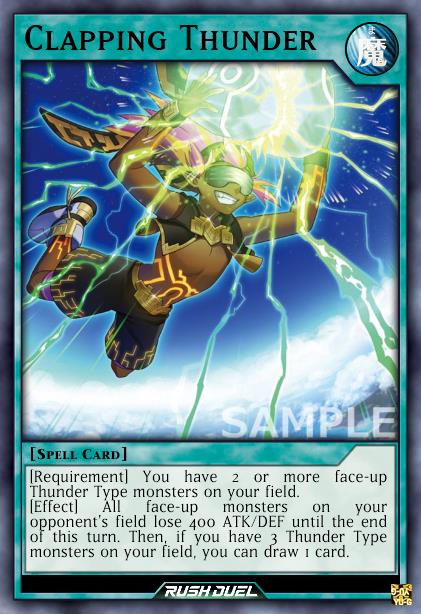 Clapping Thunder
ま
魔
SAMPLE
[Spell Card]
[Requirement] You have 2 or more face-up
Thunder Type monsters on your field.
[Effect] All face-up monsters on your
opponent's field lose 400 ATK/DEF until the end
of this turn. Then, if you have 3 Thunder Type
monsters on your field, you can draw 1 card.
RUSH DUEL